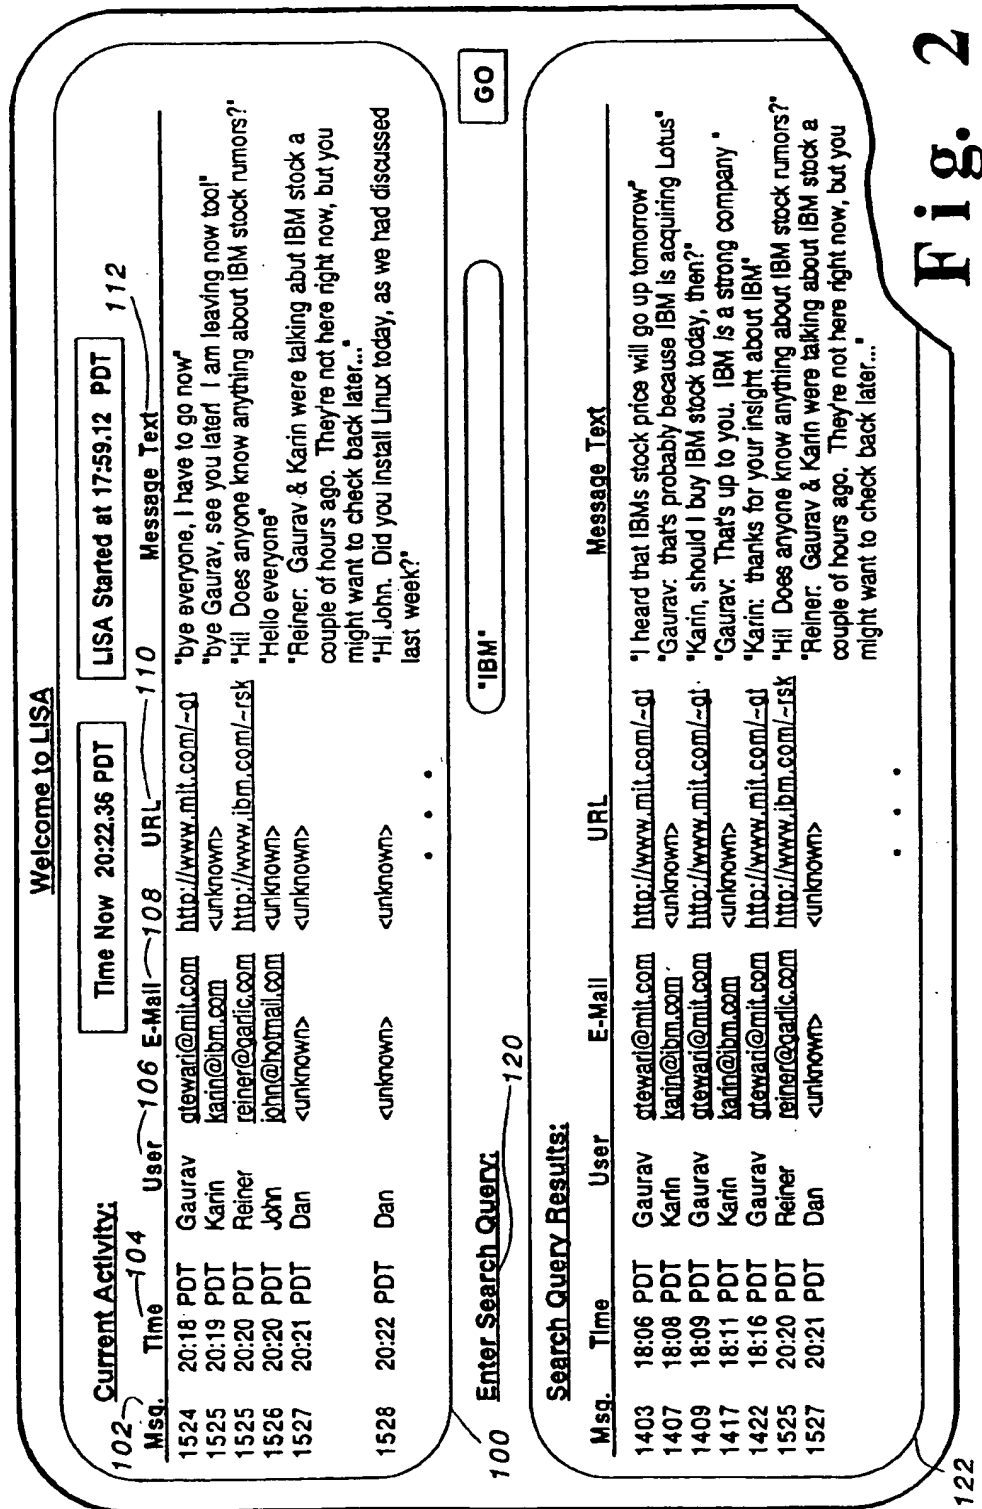 Welcome to LISA
Current Activity:
Time Now 20:22.36 PDT
LISA Started at 17:59.12 PDT
102 104 106 108 110 112
Msg. Time User E-Mail URL Message Text
1524 20:18 PDT Gaurav gtewari@mit.com http://www.mit.com/~gt "bye everyone, I have to go now"
1525 20:19 PDT Karin karin@ibm.com <unknown> "bye Gaurav, see you later! I am leaving now too!"
1525 20:20 PDT Reiner reiner@garlic.com http://www.ibm.com/~rsk "Hi! Does anyone know anything about IBM stock rumors?"
1526 20:20 PDT John john@hotmail.com <unknown> "Hello everyone"
1527 20:21 PDT Dan <unknown> <unknown> "Reiner: Gaurav & Karin were talking abut IBM stock a
couple of hours ago. They're not here right now, but you
might want to check back later..."
1528 20:22 PDT Dan <unknown> <unknown> "Hi John. Did you install Linux today, as we had discussed
last week?"
. . .
100
Enter Search Query: 120 "IBM" GO
Search Query Results:
Msg. Time User E-Mail URL Message Text
1403 18:06 PDT Gaurav gtewari@mit.com http://www.mit.com/~gt "I heard that IBMs stock price will go up tomorrow"
1407 18:08 PDT Karin karin@ibm.com <unknown> "Gaurav: that's probably because IBM is acquiring Lotus"
1409 18:09 PDT Gaurav gtewari@mit.com http://www.mit.com/~gt "Karin, should I buy IBM stock today, then?"
1417 18:11 PDT Karin karin@ibm.com <unknown> "Gaurav: That's up to you. IBM is a strong company "
1422 18:16 PDT Gaurav gtewari@mit.com http://www.mit.com/~gt "Karin: thanks for your insight about IBM"
1525 20:20 PDT Reiner reiner@garlic.com http://www.ibm.com/~rsk "Hi! Does anyone know anything about IBM stock rumors?"
1527 20:21 PDT Dan <unknown> <unknown> "Reiner: Gaurav & Karin were talking about IBM stock a
couple of hours ago. They're not here right now, but you
might want to check back later..."
. . .
122
Fig. 2